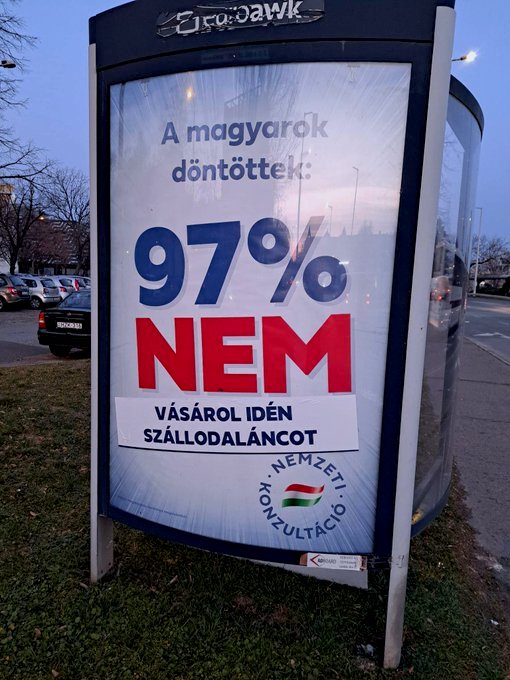 A magyarok
döntöttek:
97%
NEM
VÁSÁROL IDÉN
SZÁLLODALÁNCOT
· NEMZETI ·
KONZULTÁCIÓ